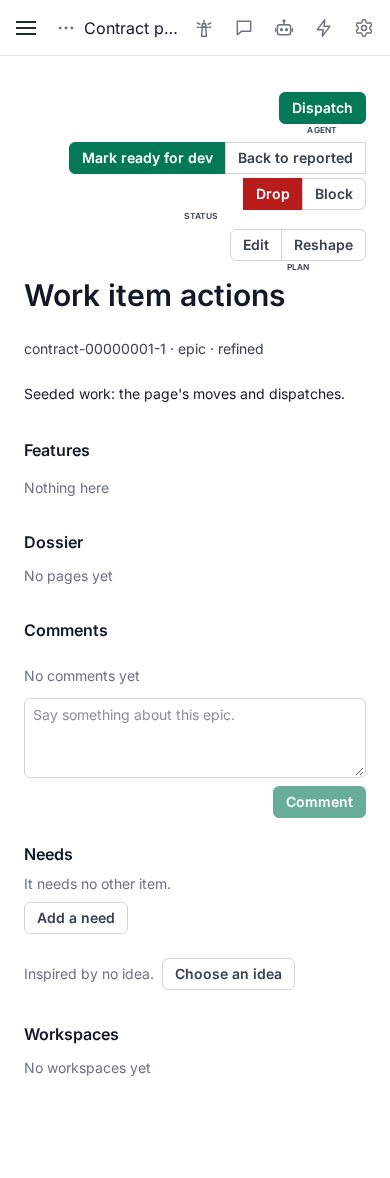 Contract p...
Dispatch
AGENT
Mark ready for dev Back to reported
Drop Block
STATUS
Edit Reshape
PLAN
Work item actions
contract-00000001-1 · epic · refined
Seeded work: the page's moves and dispatches.
Features
Nothing here
Dossier
No pages yet
Comments
No comments yet
Say something about this epic.
Comment
Needs
It needs no other item.
Add a need
Inspired by no idea. Choose an idea
Workspaces
No workspaces yet